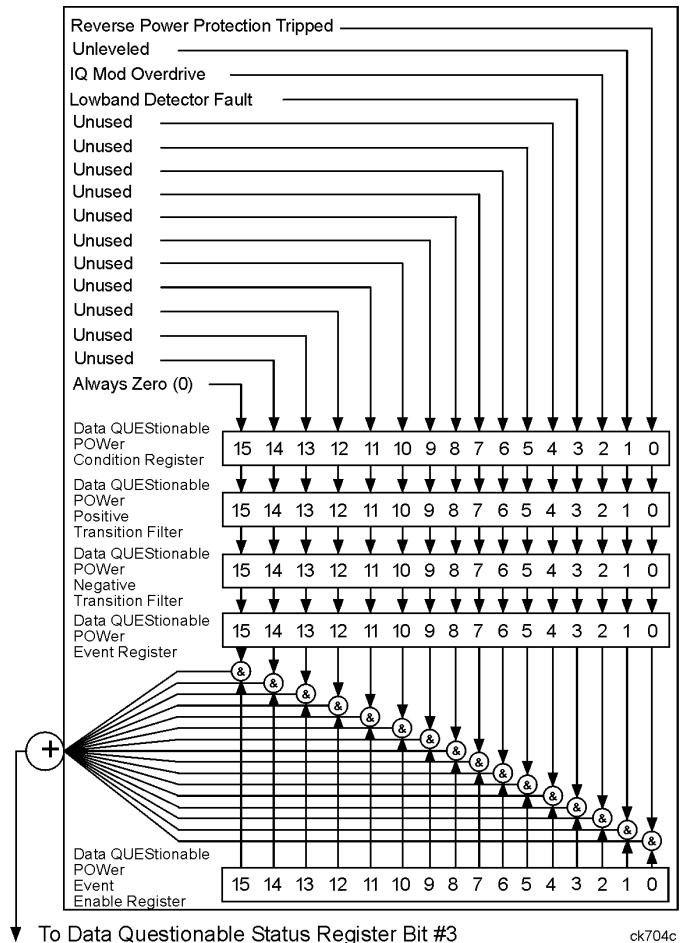 Reverse Power Protection Tripped
Unleveled
IQ Mod Overdrive
Lowband Detector Fault
Unused
Unused
Unused
Unused
Unused
Unused
Unused
Unused
Unused
Unused
Unused
Always Zero (0)
Data QUEStionable
POWer
Condition Register
15 14 13 12 11 10 9 8 7 6 5 4 3 2 1 0
Data QUEStionable
POWer
Positive
Transition Filter
15 14 13 12 11 10 9 8 7 6 5 4 3 2 1 0
Data QUEStionable
POWer
Negative
Transition Filter
15 14 13 12 11 10 9 8 7 6 5 4 3 2 1 0
Data QUEStionable
POWer
Event Register
15 14 13 12 11 10 9 8 7 6 5 4 3 2 1 0
& & & & & & & & & & & & & & & &
+
Data QUEStionable
POWer
Event
Enable Register
15 14 13 12 11 10 9 8 7 6 5 4 3 2 1 0
To Data Questionable Status Register Bit #3
ck704c